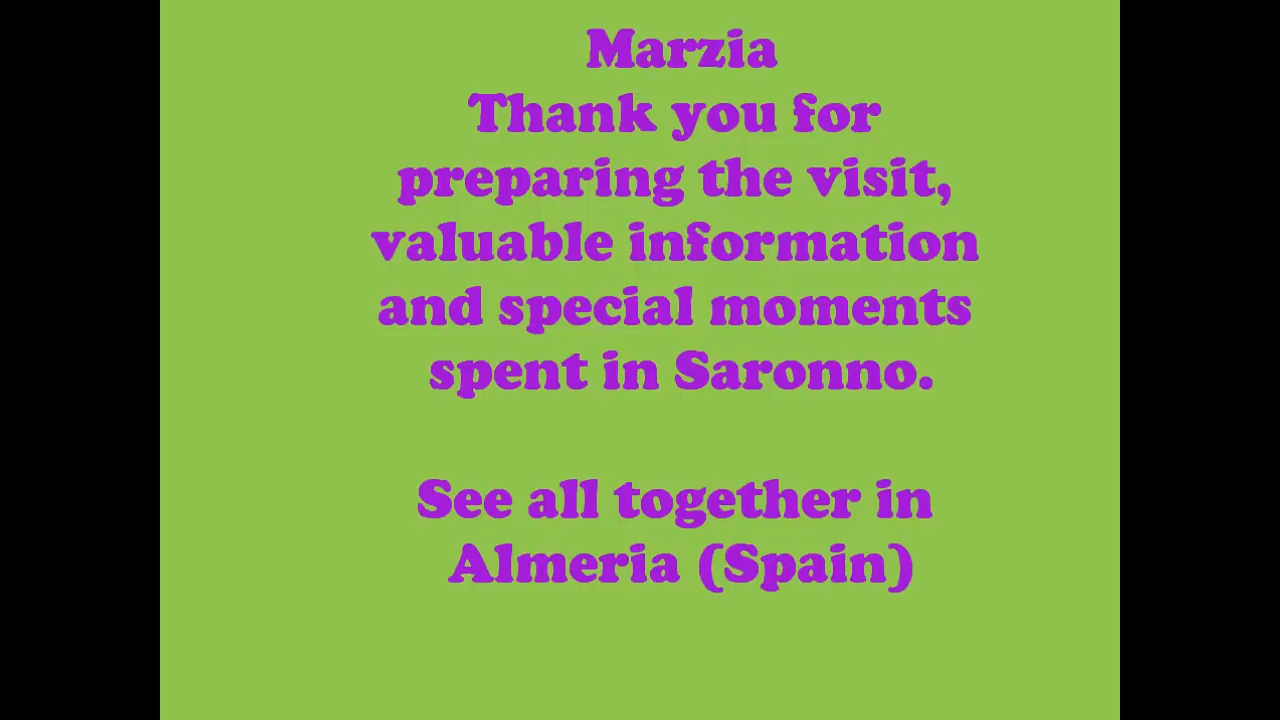 Marzia
Thank you for
preparing the visit,
valuable information
and special moments
spent in Saronno.
See all together in
Almeria (Spain)